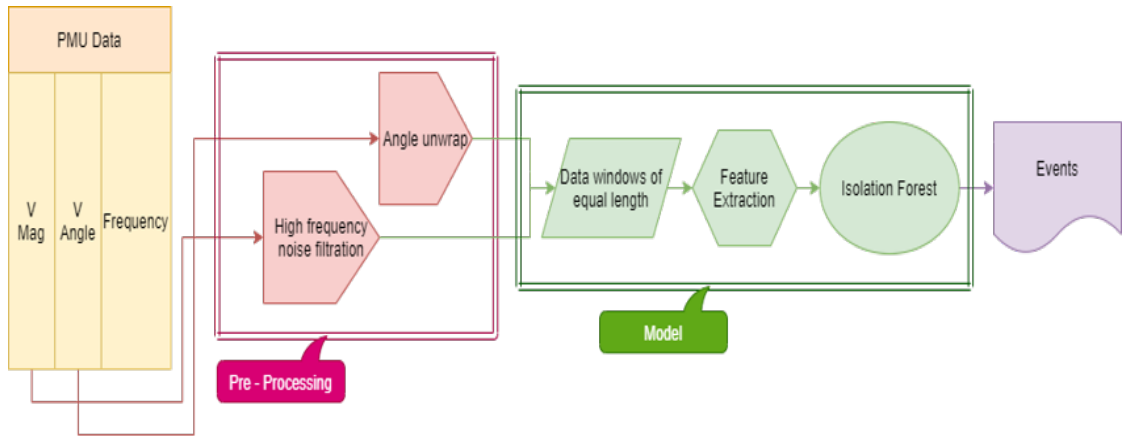 PMU Data
V
Mag
V
Angle
Frequency
Angle unwrap
High frequency
noise filtration
Pre - Processing
Data windows of
equal length
Feature
Extraction
Isolation Forest
Model
Events